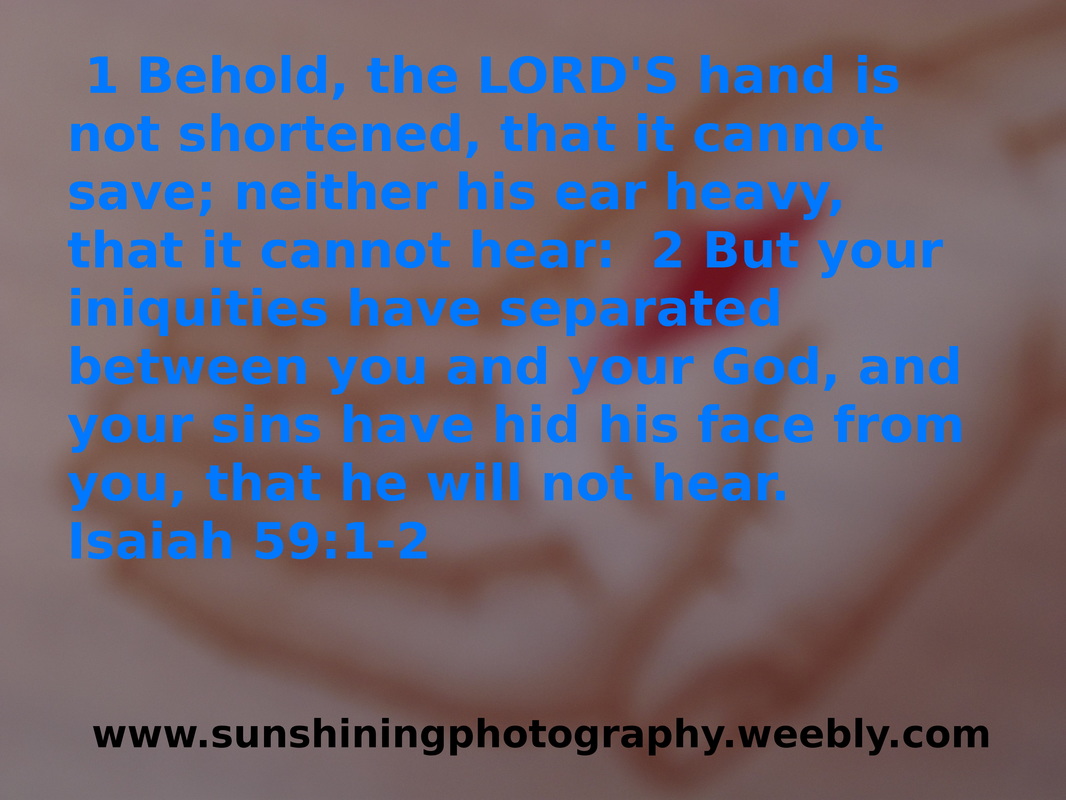 1 Behold, the LORD'S hand is
not shortened, that it cannot
save; neither his ear heavy,
that it cannot hear:  2 But your
iniquities have separated
between you and your God, and
your sins have hid his face from
you, that he will not hear.
Isaiah 59:1-2
www.sunshiningphotography.weebly.com